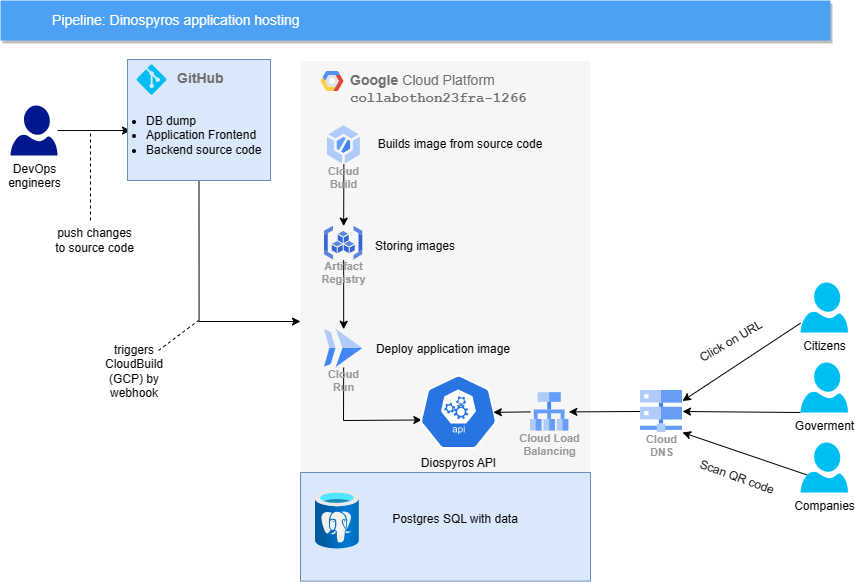 Pipeline: Dinospyros application hosting
GitHub
DB dump
Application Frontend
Backend source code
DevOps
engineers
push changes
to source code
triggers
CloudBuild
(GCP) by
webhook
Google Cloud Platform
collabothon23fra-1266
Cloud
Build
Builds image from source code
Artifact
Registry
Storing images
Cloud
Run
Deploy application image
api
Diospyros API
Cloud Load
Balancing
Cloud
DNS
Click on URL
Scan QR code
Citizens
Goverment
Companies
Postgres SQL with data